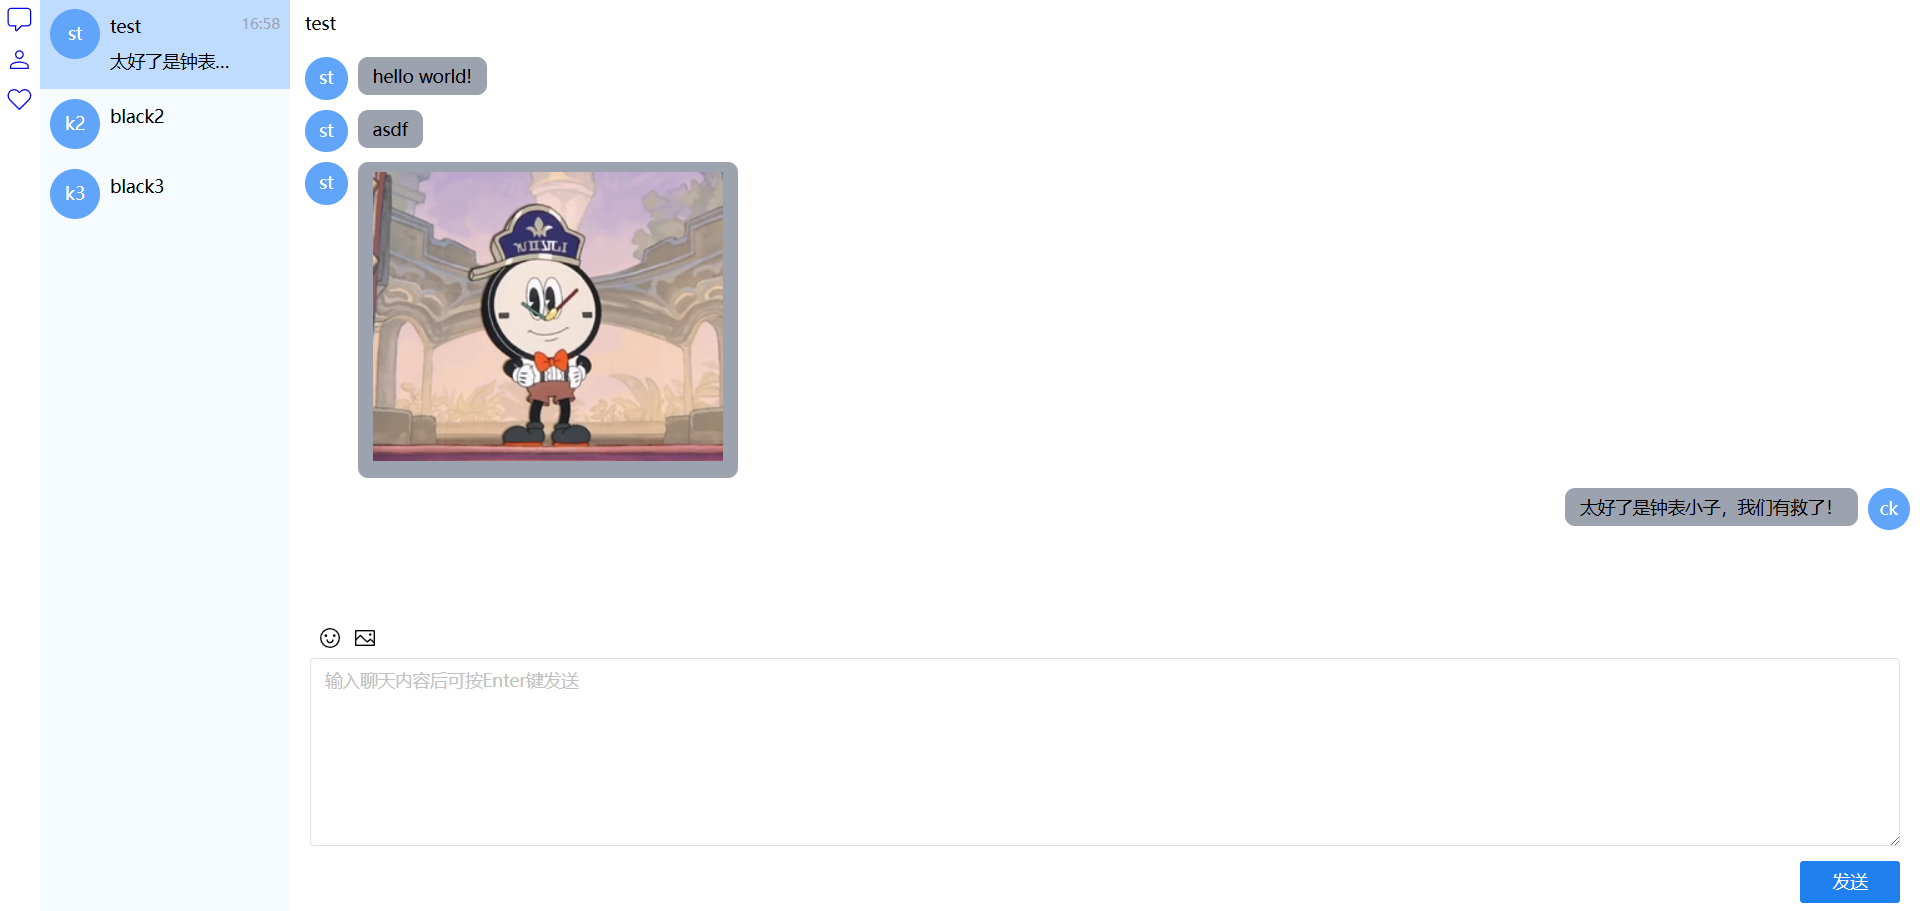 st
test
16:58
太好了是钟表...
k2
black2
k3
black3
test
st
hello world!
st
asdf
st
太好了是钟表小子，我们有救了！
ck
输入聊天内容后可按Enter键发送
发送